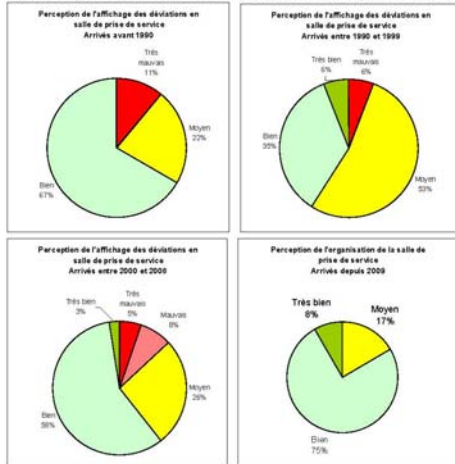 Perception de l'affichage des déviations en
salle de prise de service
Arrivés avant 1990
Très
mauvais
11%
Moyen
22%
Bien
67%
Perception de l'affichage des déviations en
salle de prise de service
Arrivés entre 1990 et 1999
Très bien
6%
Très
mauvais
6%
Bien
35%
Moyen
53%
Perception de l'affichage des déviations en
salle de prise de service
Arrivés entre 2000 et 2008
Très bien
3%
Très
mauvais
5%
Mauvais
8%
Moyen
26%
Bien
58%
Perception de l'organisation de la salle de
prise de service
Arrivés depuis 2009
Très bien
8%
Moyen
17%
Bien
75%